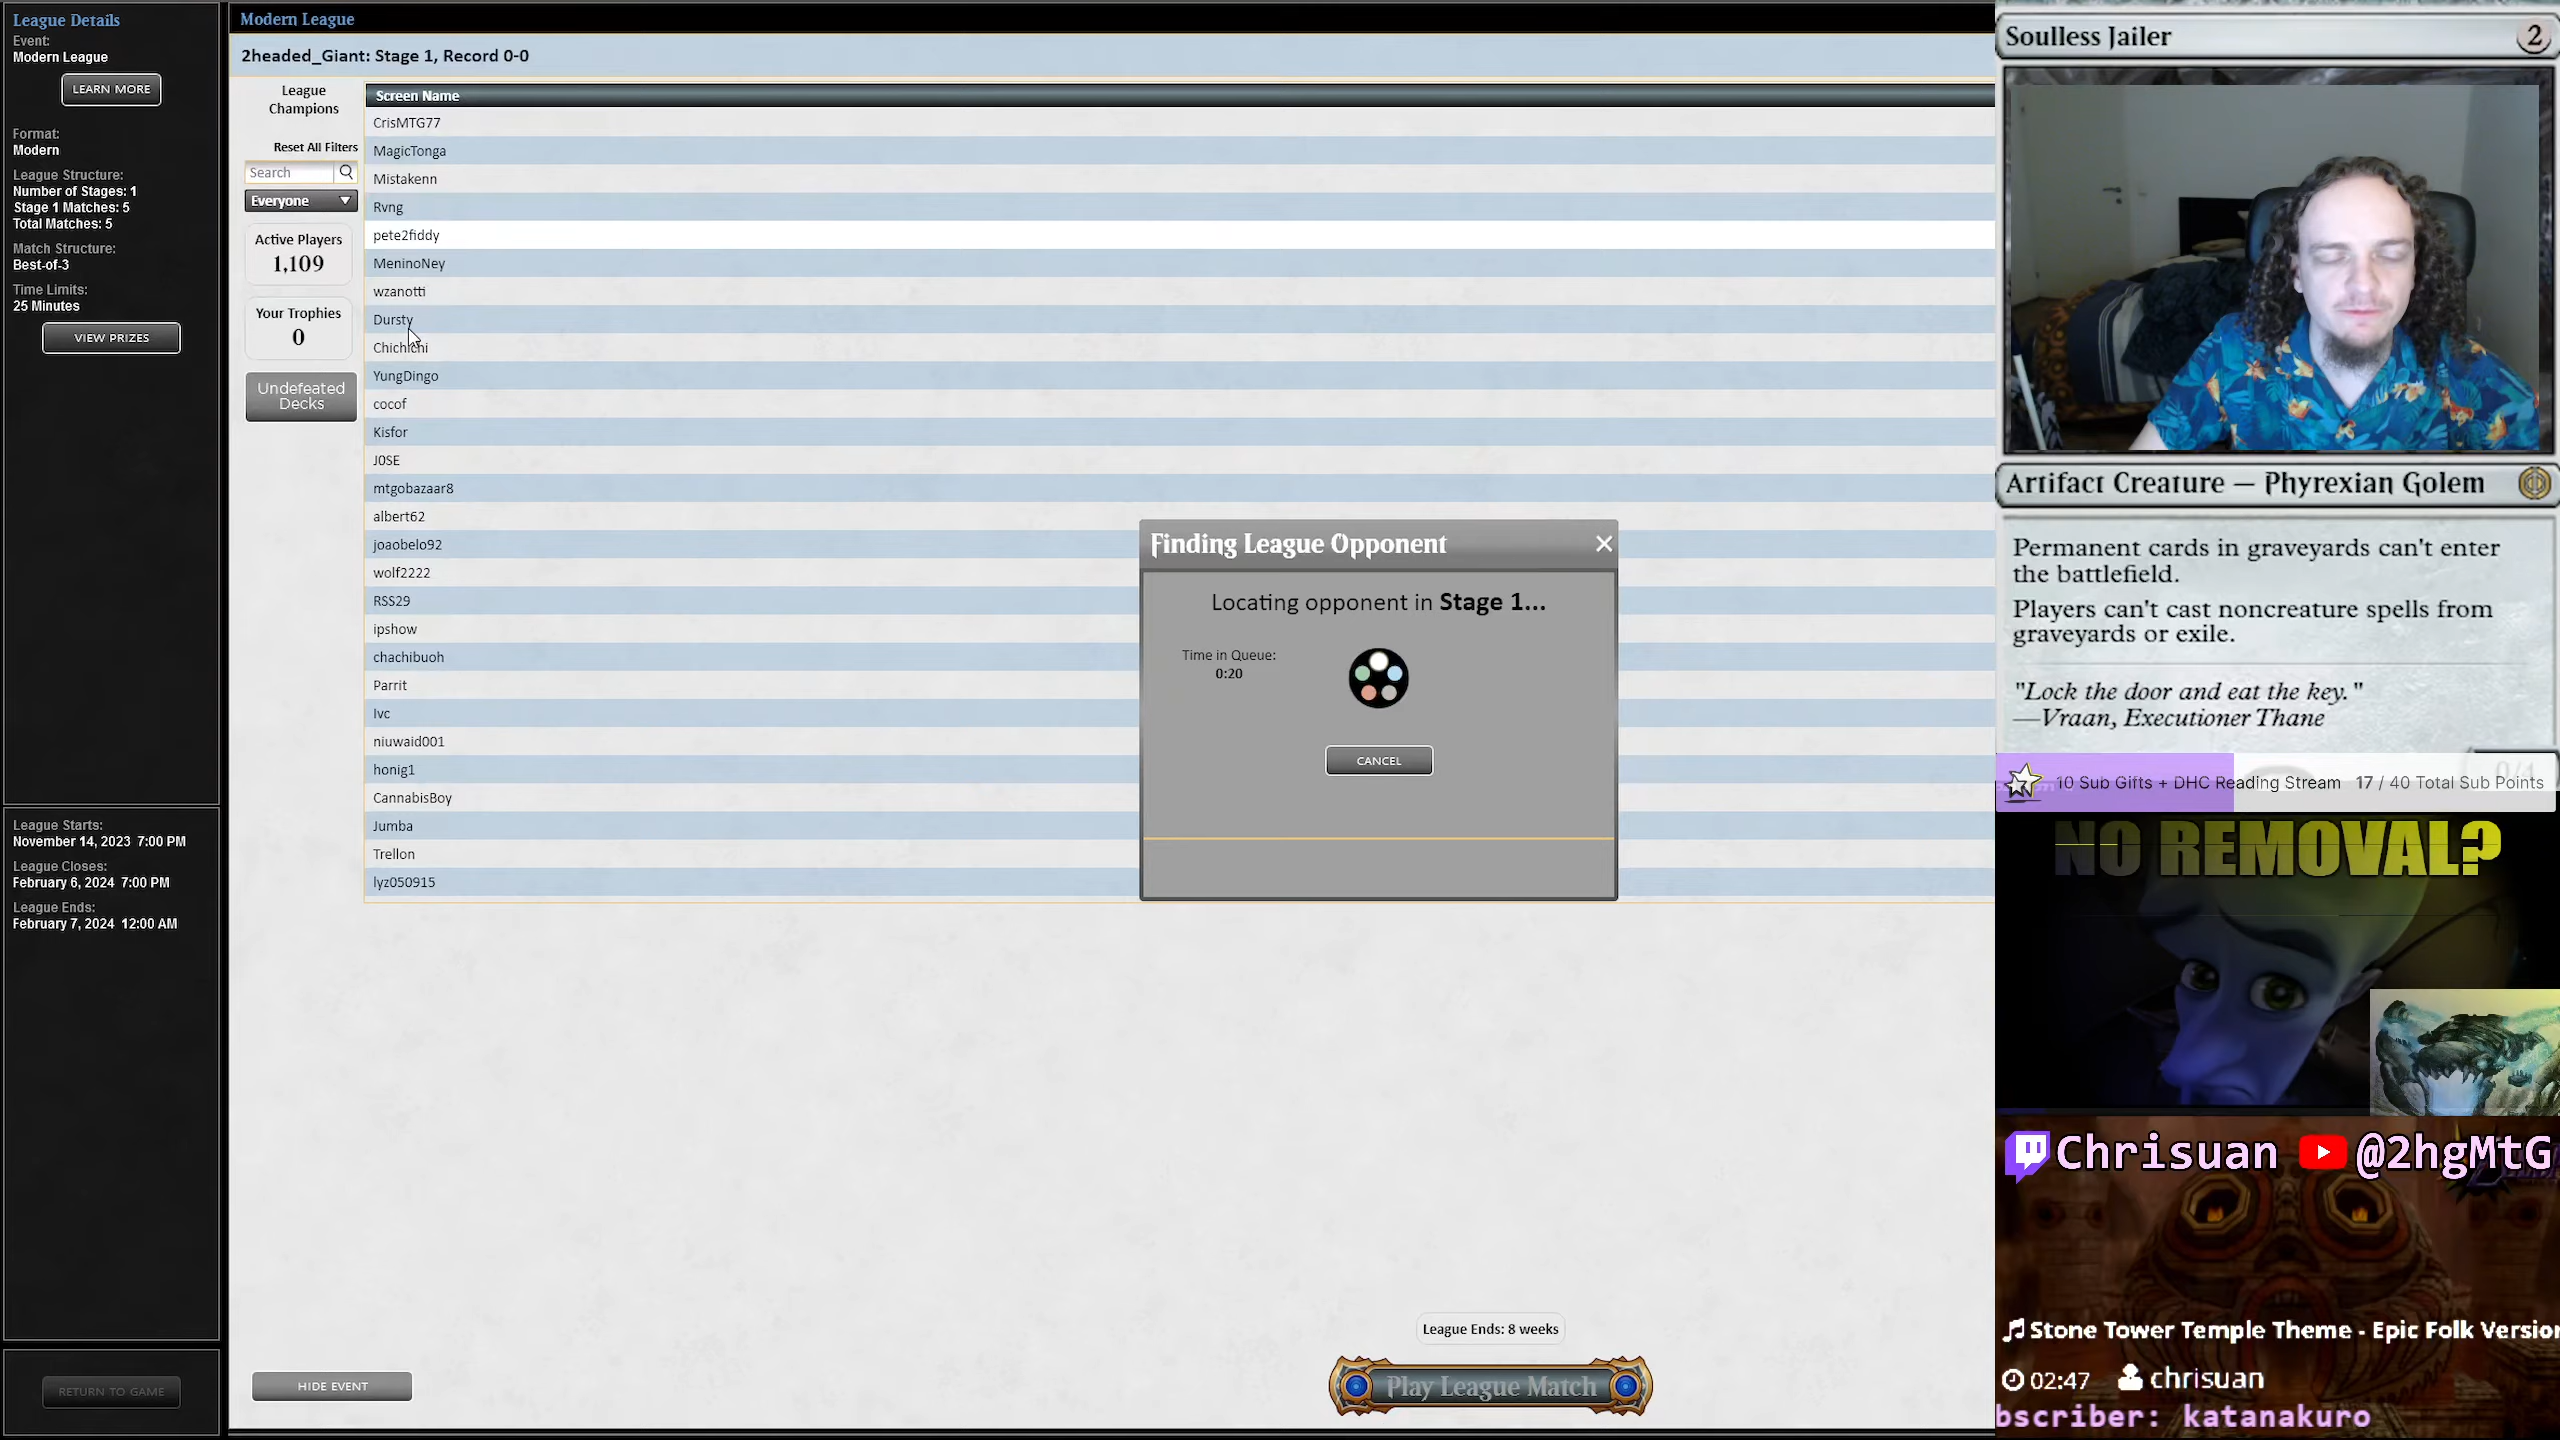 League Details
Event:
Modern League
LEARN MORE
Format:
Modern
League Structure:
Number of Stages: 1
Stage 1 Matches: 5
Total Matches: 5
Match Structure:
Best-of-3
Time Limits:
25 Minutes
VIEW PRIZES
League Starts:
November 14, 2023 7:00 PM
League Closes:
February 6, 2024 7:00 PM
League Ends:
February 7, 2024 12:00 AM
RETURN TO GAME
Modern League
2headed_Giant: Stage 1, Record 0-0
League
Champions
Reset All Filters
Search
Everyone
Active Players
1,109
Your Trophies
0
Undefeated
Decks
Screen Name
CrisMTG77
MagicTonga
Mistakenn
Rvng
pete2fiddy
MeninoNey
wzanotti
Dursty
Chichichi
YungDingo
cocof
Kisfor
J0SE
mtgobazaar8
albert62
joaobelo92
wolf2222
RSS29
ipshow
chachibuoh
Parrit
niuwaid001
honig1
CannabisBoy
Jumba
Trellon
lyz050915
Finding League Opponent
Locating opponent in Stage 1...
Time in Queue:
0:20
CANCEL
League Ends: 8 weeks
HIDE EVENT
Play League Match
Soulless Jailer 2
Artifact Creature — Phyrexian Golem
Permanent cards in graveyards can't enter
the battlefield.
Players can't cast noncreature spells from
graveyards or exile.
"Lock the door and eat the key."
—Vraan, Executioner Thane
0/4
10 Sub Gifts + DHC Reading Stream 17 / 40 Total Sub Points
NO REMOVAL?
Chrisuan @2hgMtG
Stone Tower Temple Theme - Epic Folk Version
02:47 chrisuan
bscriber: katanakuro